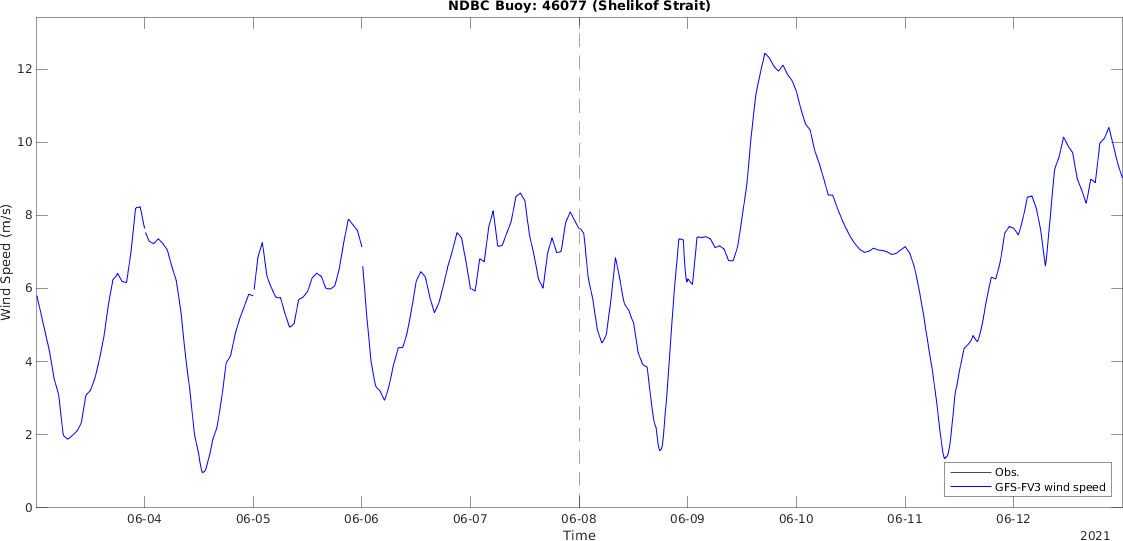 NDBC Buoy: 46077 (Shelikof Strait)
Wind Speed (m/s)
12
10
8
6
4
2
0
06-04 06-05 06-06 06-07 06-08 06-09 06-10 06-11 06-12
Time
2021
Obs.
GFS-FV3 wind speed